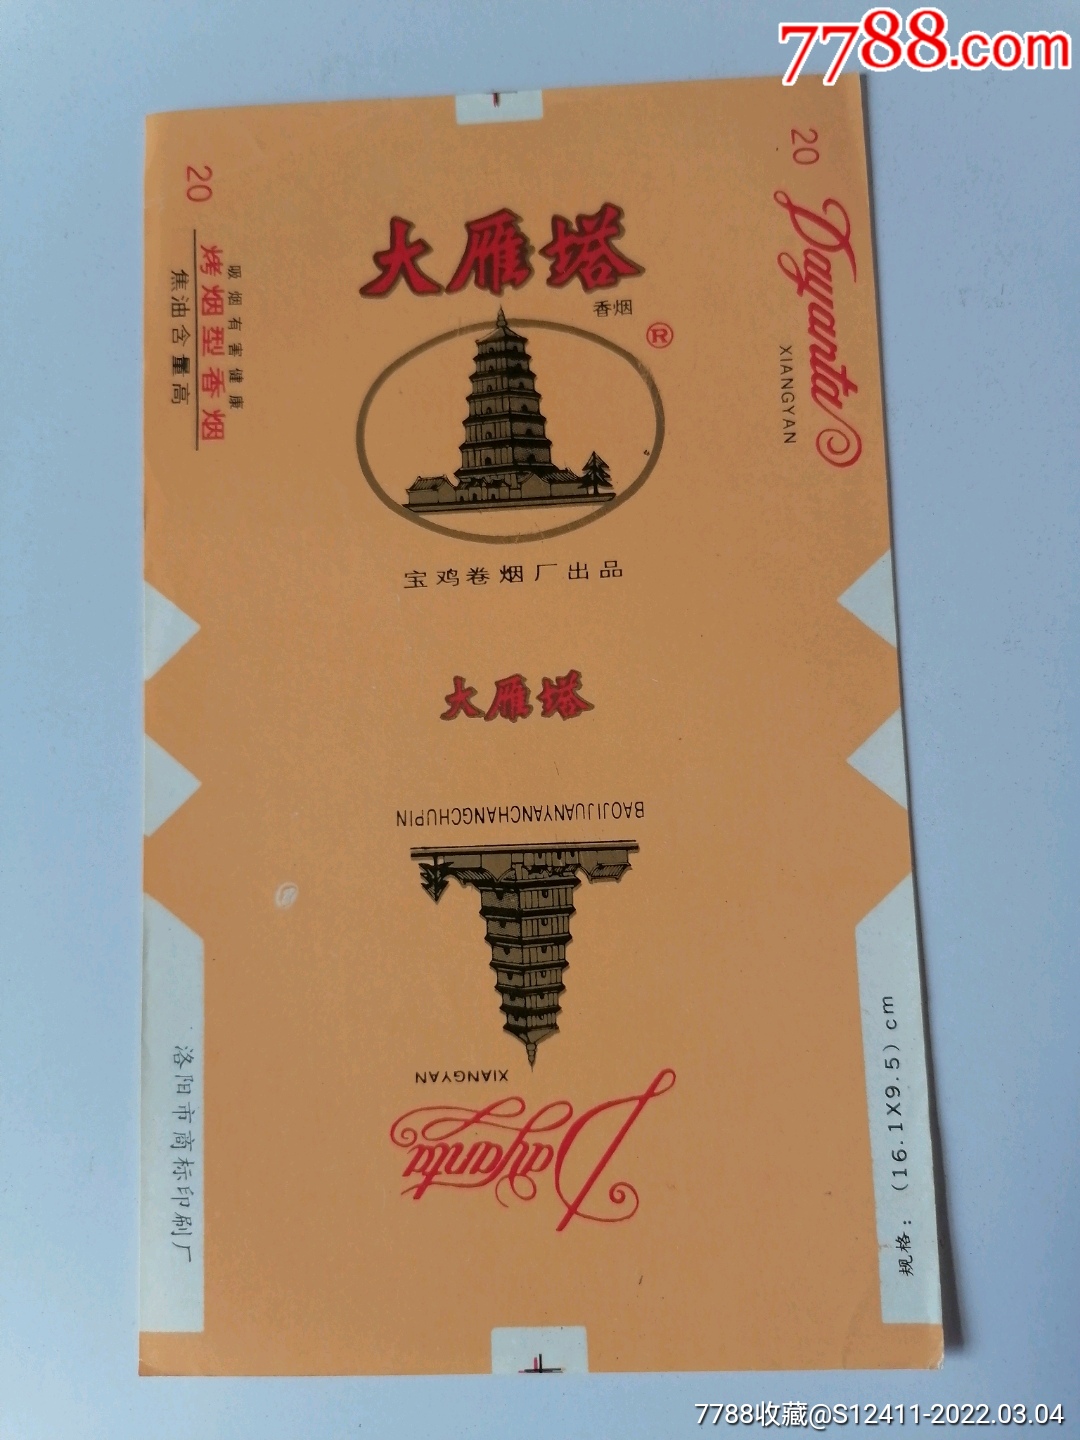 7788.com
20
烤烟型香烟
吸烟有害健康
焦油含量高
大雁塔
香烟
®
宝鸡卷烟厂出品
20
Dayanta
XIANGYAN
大雁塔
BAOJIJUANYANCHANGCHUPIN
XIANGYAN
Dayanta
洛阳市商标印刷厂
规格：（16.1X9.5）cm
7788收藏@S12411-2022.03.04